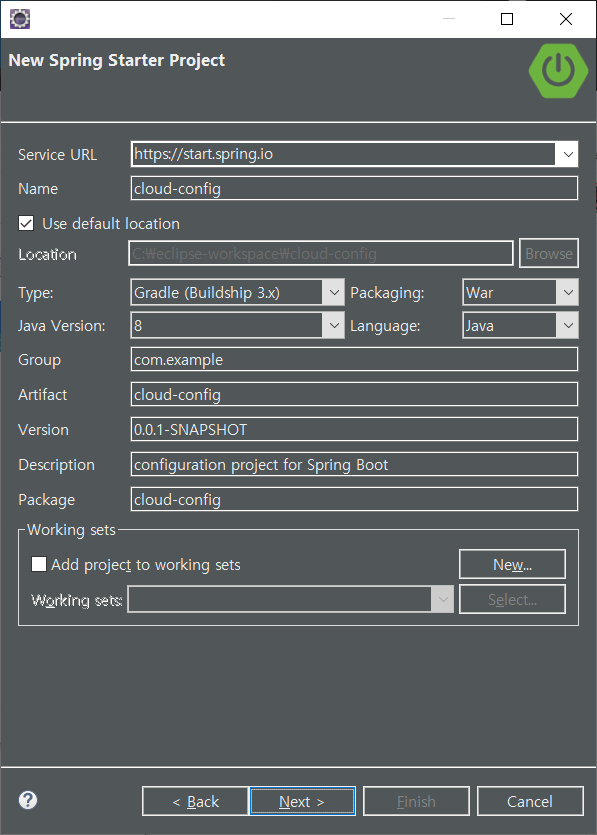 New Spring Starter Project
Service URL https://start.spring.io
Name cloud-config
Use default location
Location C:₩eclipse-workspace₩cloud-config Browse
Type: Gradle (Buildship 3.x) Packaging: War
Java Version: 8 Language: Java
Group com.example
Artifact cloud-config
Version 0.0.1-SNAPSHOT
Description configuration project for Spring Boot
Package cloud-config
Working sets
Add project to working sets New...
Working sets: Select...
? < Back Next > Finish Cancel